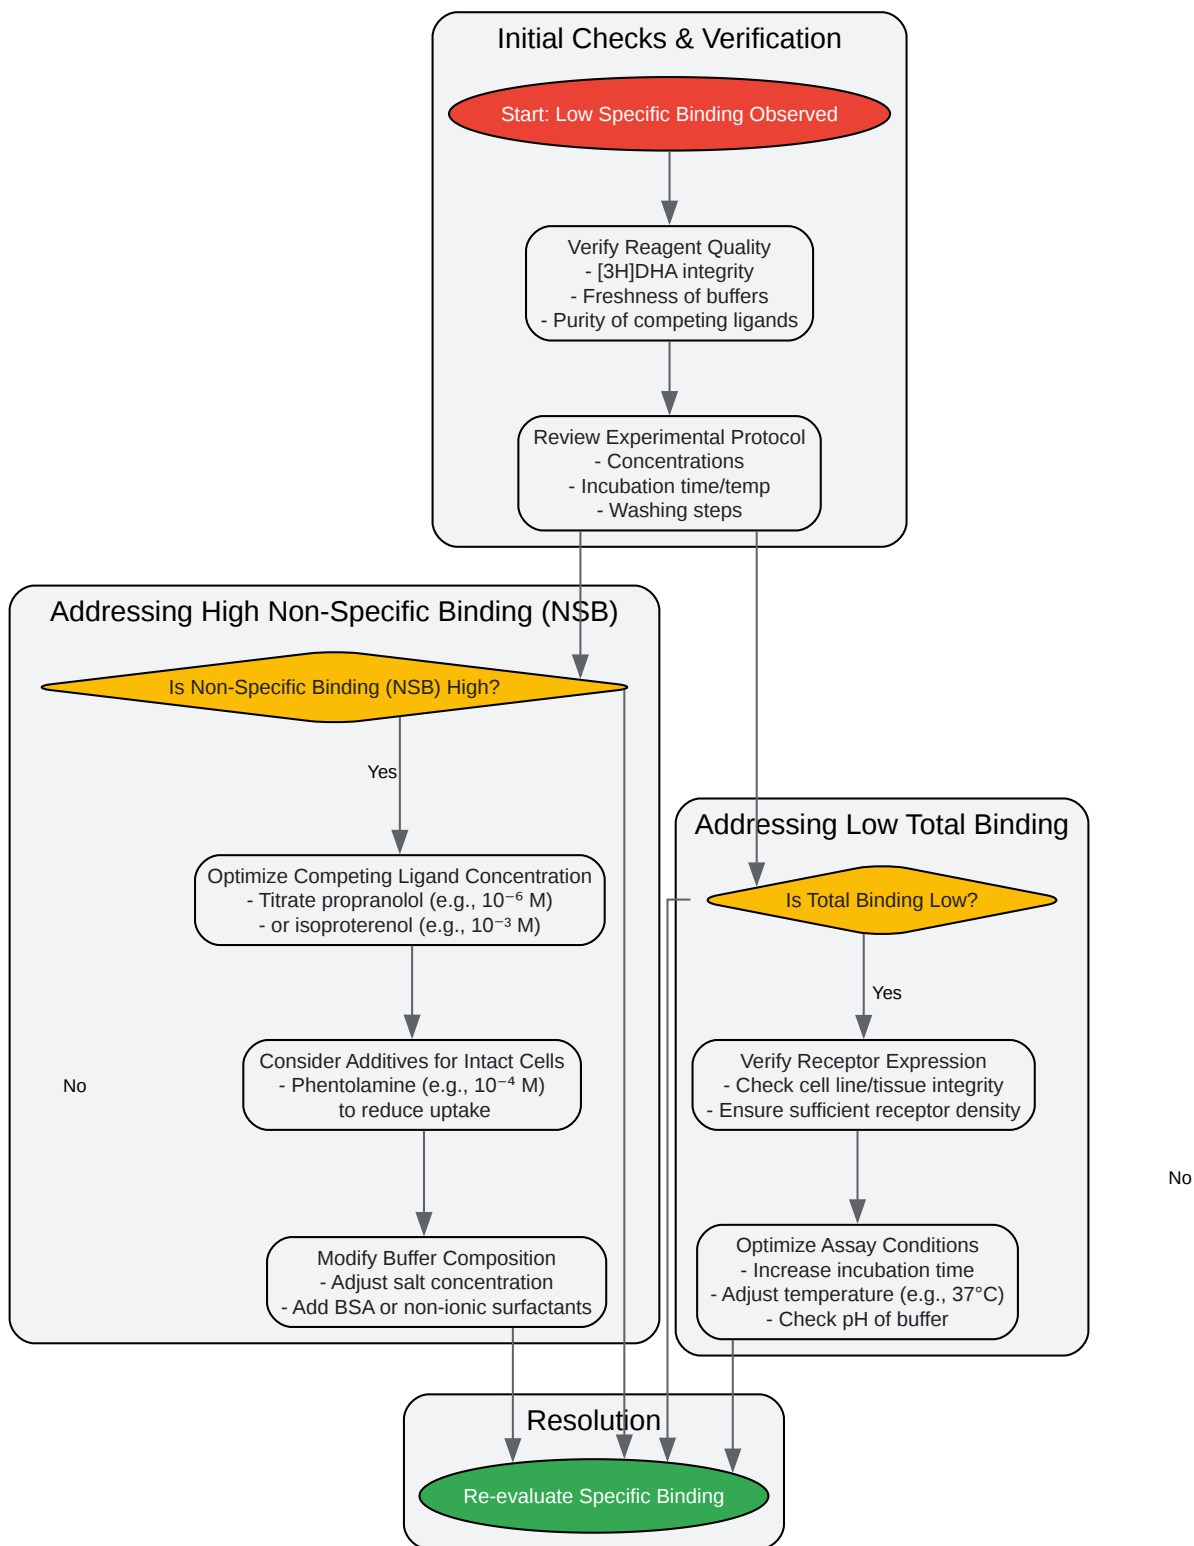 Initial Checks & Verification
Start: Low Specific Binding Observed
Verify Reagent Quality
- [3H]DHA integrity
- Freshness of buffers
- Purity of competing ligands
Review Experimental Protocol
- Concentrations
- Incubation time/temp
- Washing steps
Addressing High Non-Specific Binding (NSB)
Is Non-Specific Binding (NSB) High?
Yes
Optimize Competing Ligand Concentration
- Titrate propranolol (e.g., 10⁻⁶ M)
- or isoproterenol (e.g., 10⁻³ M)
Consider Additives for Intact Cells
- Phentolamine (e.g., 10⁻⁴ M)
to reduce uptake
No
Modify Buffer Composition
- Adjust salt concentration
- Add BSA or non-ionic surfactants
Addressing Low Total Binding
Is Total Binding Low?
Yes
Verify Receptor Expression
- Check cell line/tissue integrity
- Ensure sufficient receptor density
No
Optimize Assay Conditions
- Increase incubation time
- Adjust temperature (e.g., 37°C)
- Check pH of buffer
Resolution
Re-evaluate Specific Binding